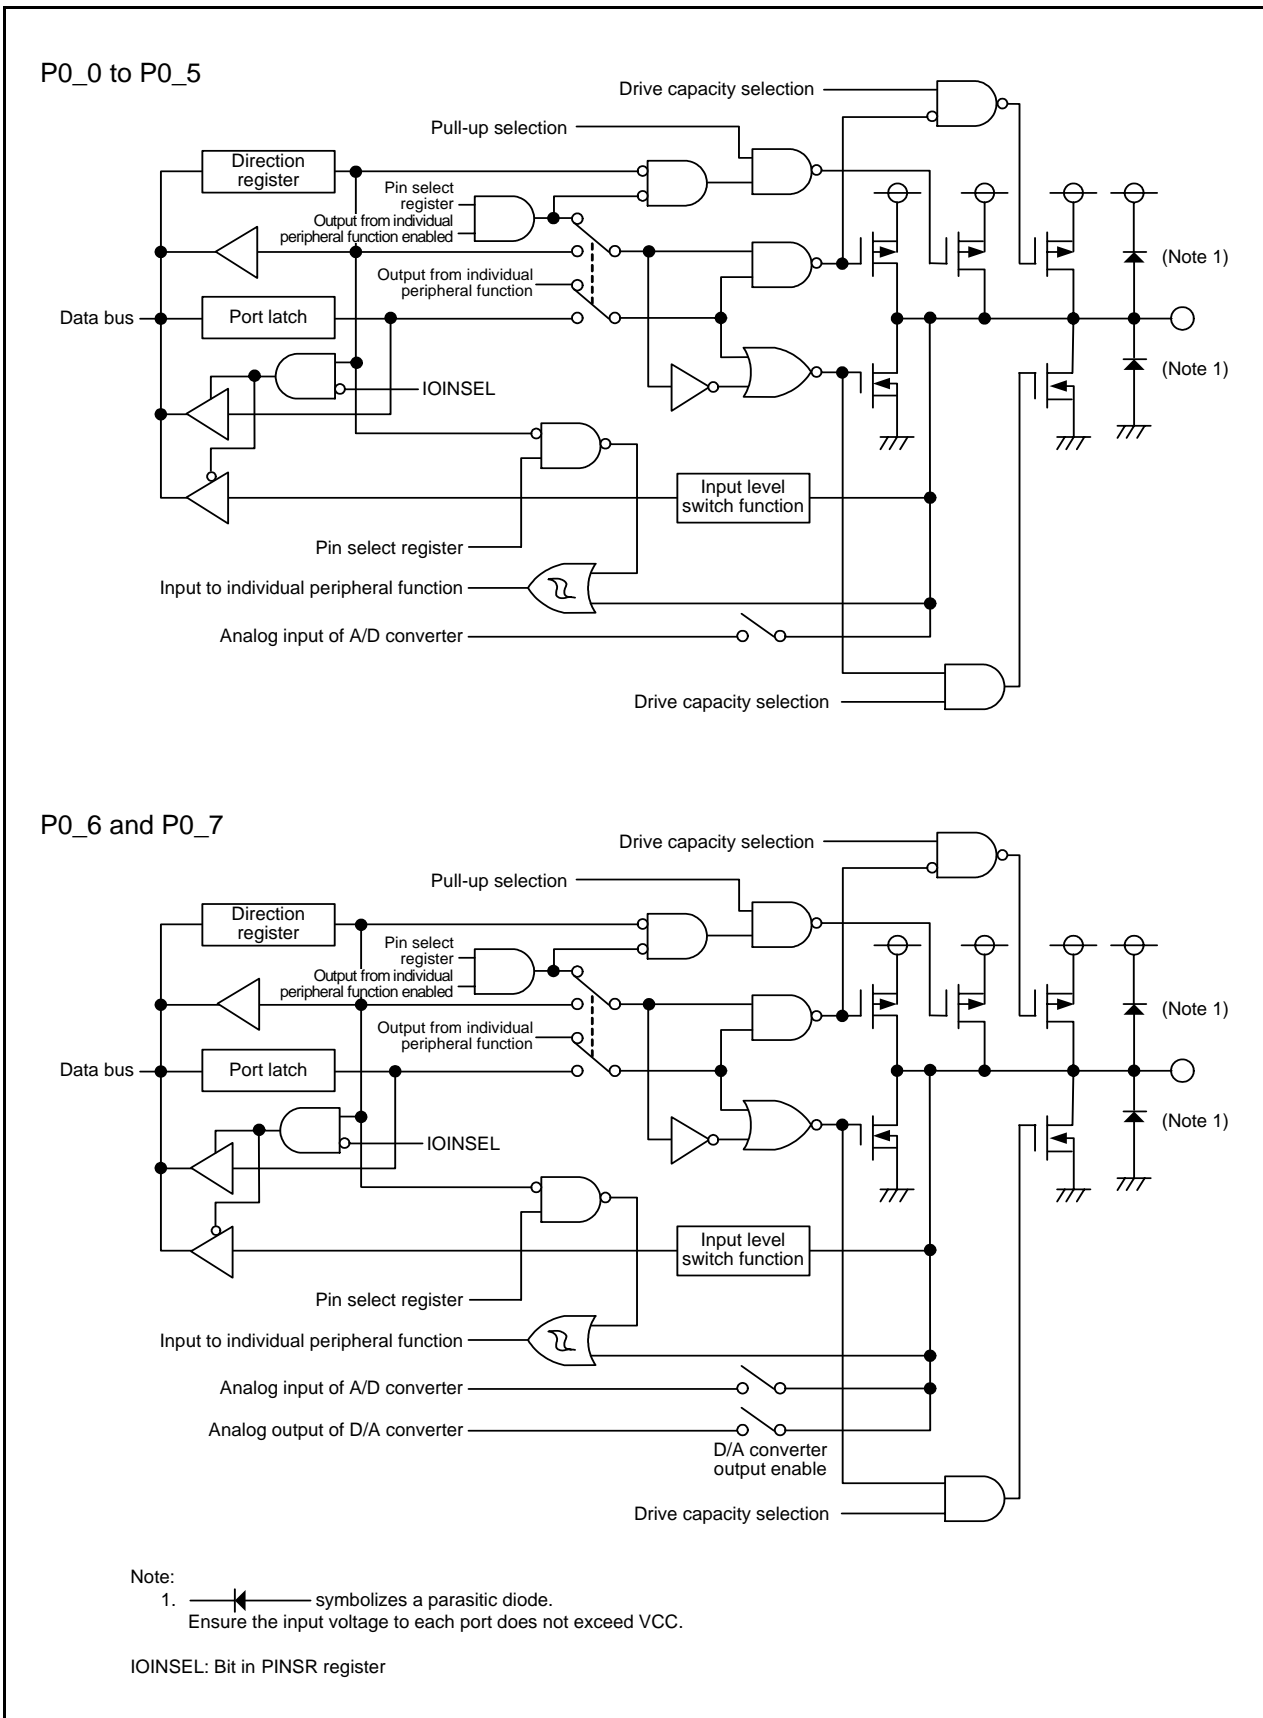 P0_0 to P0_5
Drive capacity selection
Pull-up selection
Direction
register
Pin select
register
Output from individual
peripheral function enabled
(Note 1)
Output from individual
peripheral function
Data bus
Port latch
(Note 1)
IOINSEL
Input level
switch function
Pin select register
Input to individual peripheral function
Analog input of A/D converter
Drive capacity selection
P0_6 and P0_7
Drive capacity selection
Pull-up selection
Direction
register
Pin select
register
Output from individual
peripheral function enabled
(Note 1)
Output from individual
peripheral function
Data bus
Port latch
(Note 1)
IOINSEL
Input level
switch function
Pin select register
Input to individual peripheral function
Analog input of A/D converter
Analog output of D/A converter
D/A converter
output enable
Drive capacity selection
Note:
1. symbolizes a parasitic diode.
Ensure the input voltage to each port does not exceed VCC.
IOINSEL: Bit in PINSR register